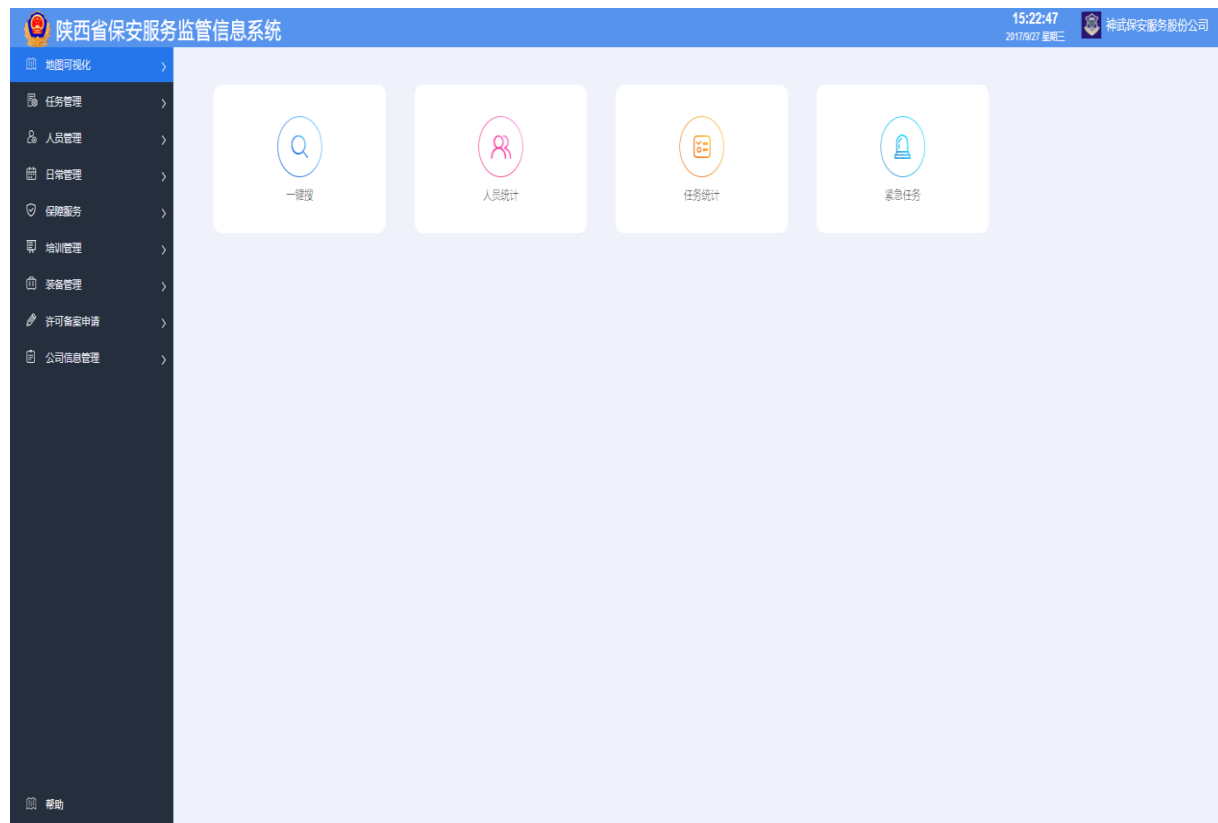 陕西省保安服务监管信息系统
15:22:47
2017/9/27 星期三
神武保安服务股份公司
地图可视化
任务管理
人员管理
日常管理
保障服务
培训管理
装备管理
许可备案申请
公司信息管理
帮助
一键搜
人员统计
任务统计
紧急任务